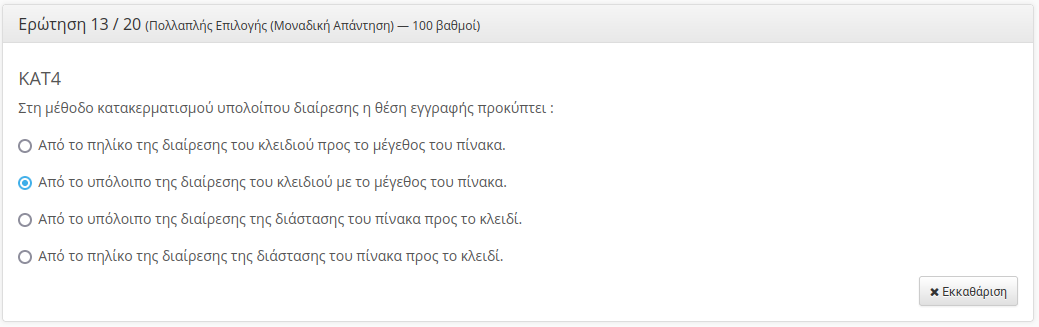 Ερώτηση 13 / 20 (Πολλαπλής Επιλογής (Μοναδική Απάντηση) — 100 βαθμοί)
ΚΑΤ4
Στη μέθοδο κατακερματισμού υπολοίπου διαίρεσης η θέση εγγραφής προκύπτει :
Από το πηλίκο της διαίρεσης του κλειδιού προς το μέγεθος του πίνακα.
Από το υπόλοιπο της διαίρεσης του κλειδιού με το μέγεθος του πίνακα.
Από το υπόλοιπο της διαίρεσης της διάστασης του πίνακα προς το κλειδί.
Από το πηλίκο της διαίρεσης της διάστασης του πίνακα προς το κλειδί.
✖ Εκκαθάριση